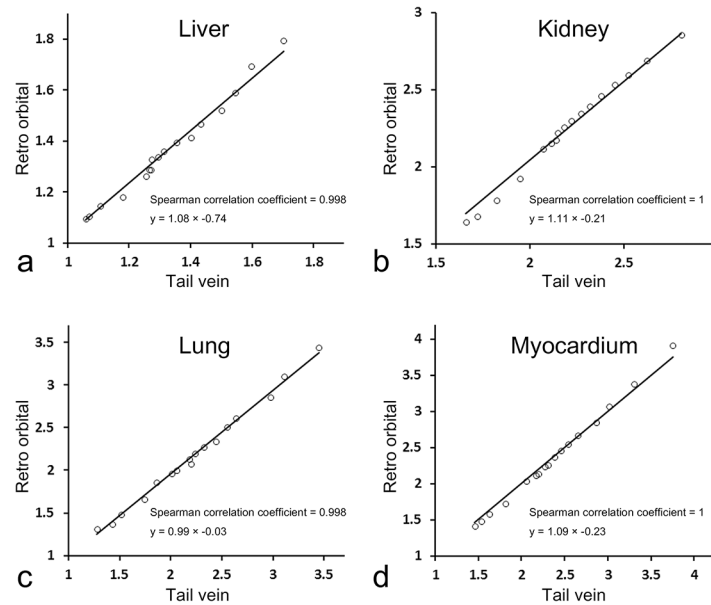 Liver
Retro orbital
1.8
1.6
1.4
1.2
1
Spearman correlation coefficient = 0.998
y = 1.08 × -0.74
1 1.2 1.4 1.6 1.8
Tail vein
a
Kidney
Retro orbital
3
2.5
2
1.5
Spearman correlation coefficient = 1
y = 1.11 × -0.21
1.5 2 2.5
Tail vein
b
Lung
Retro orbital
3.5
3
2.5
2
1.5
1
Spearman correlation coefficient = 0.998
y = 0.99 × -0.03
1 1.5 2 2.5 3 3.5
Tail vein
c
Myocardium
Retro orbital
4
3.5
3
2.5
2
1.5
1
Spearman correlation coefficient = 1
y = 1.09 × -0.23
1 1.5 2 2.5 3 3.5 4
Tail vein
d